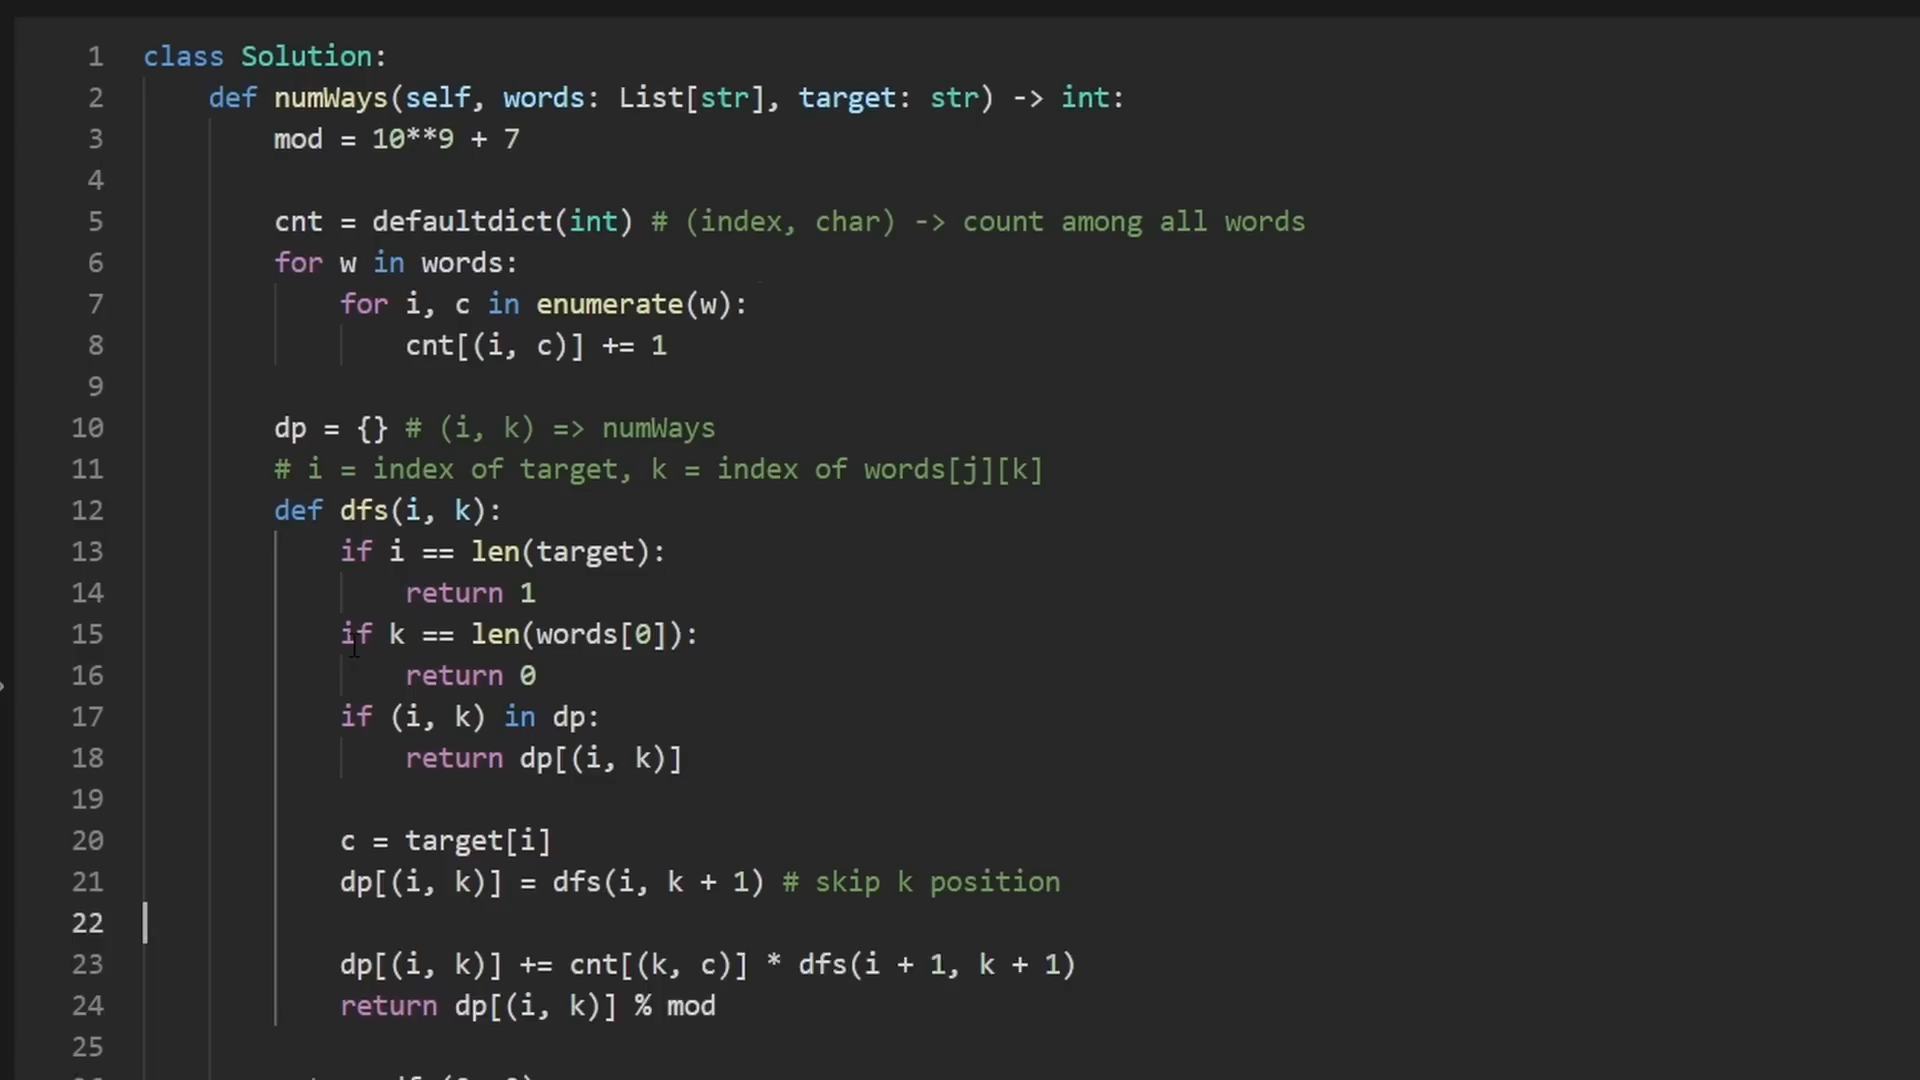 1 class Solution:
2 def numWays(self, words: List[str], target: str) -> int:
3 mod = 10**9 + 7
4
5 cnt = defaultdict(int) # (index, char) -> count among all words
6 for w in words:
7 for i, c in enumerate(w):
8 cnt[(i, c)] += 1
9
10 dp = {} # (i, k) => numWays
11 # i = index of target, k = index of words[j][k]
12 def dfs(i, k):
13 if i == len(target):
14 return 1
15 if k == len(words[0]):
16 return 0
17 if (i, k) in dp:
18 return dp[(i, k)]
19
20 c = target[i]
21 dp[(i, k)] = dfs(i, k + 1) # skip k position
22
23 dp[(i, k)] += cnt[(k, c)] * dfs(i + 1, k + 1)
24 return dp[(i, k)] % mod
25